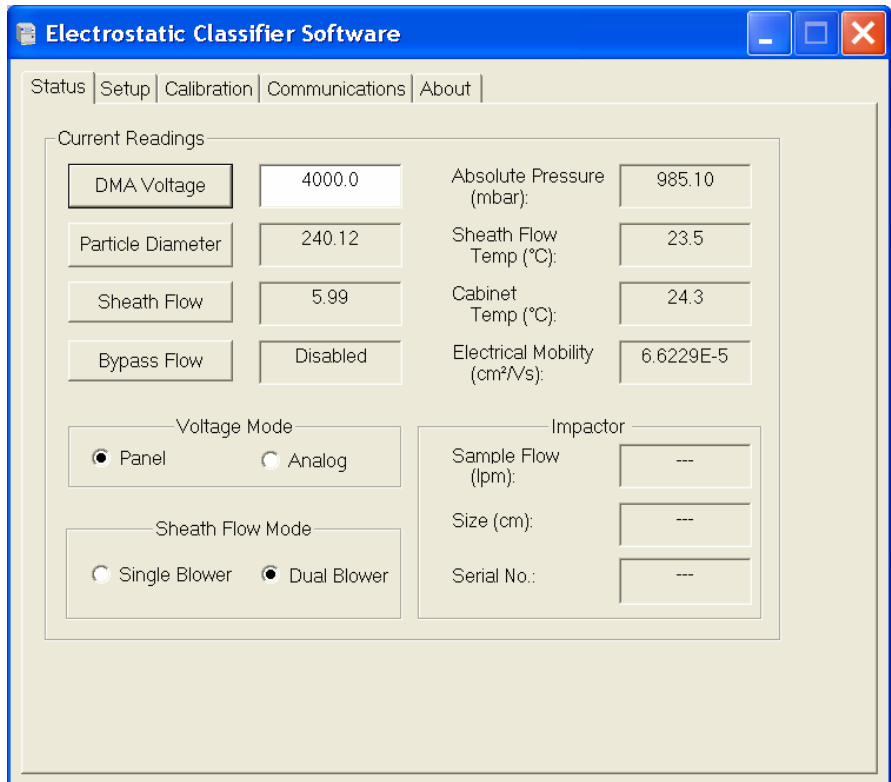 Electrostatic Classifier Software
Status Setup Calibration Communications About
Current Readings
DMA Voltage 4000.0
Particle Diameter 240.12
Sheath Flow 5.99
Bypass Flow Disabled
Absolute Pressure
(mbar): 985.10
Sheath Flow
Temp (°C): 23.5
Cabinet
Temp (°C): 24.3
Electrical Mobility
(cm²/Vs): 6.6229E-5
Voltage Mode
Panel Analog
Sheath Flow Mode
Single Blower Dual Blower
Impactor
Sample Flow
(lpm): ---
Size (cm): ---
Serial No.: ---